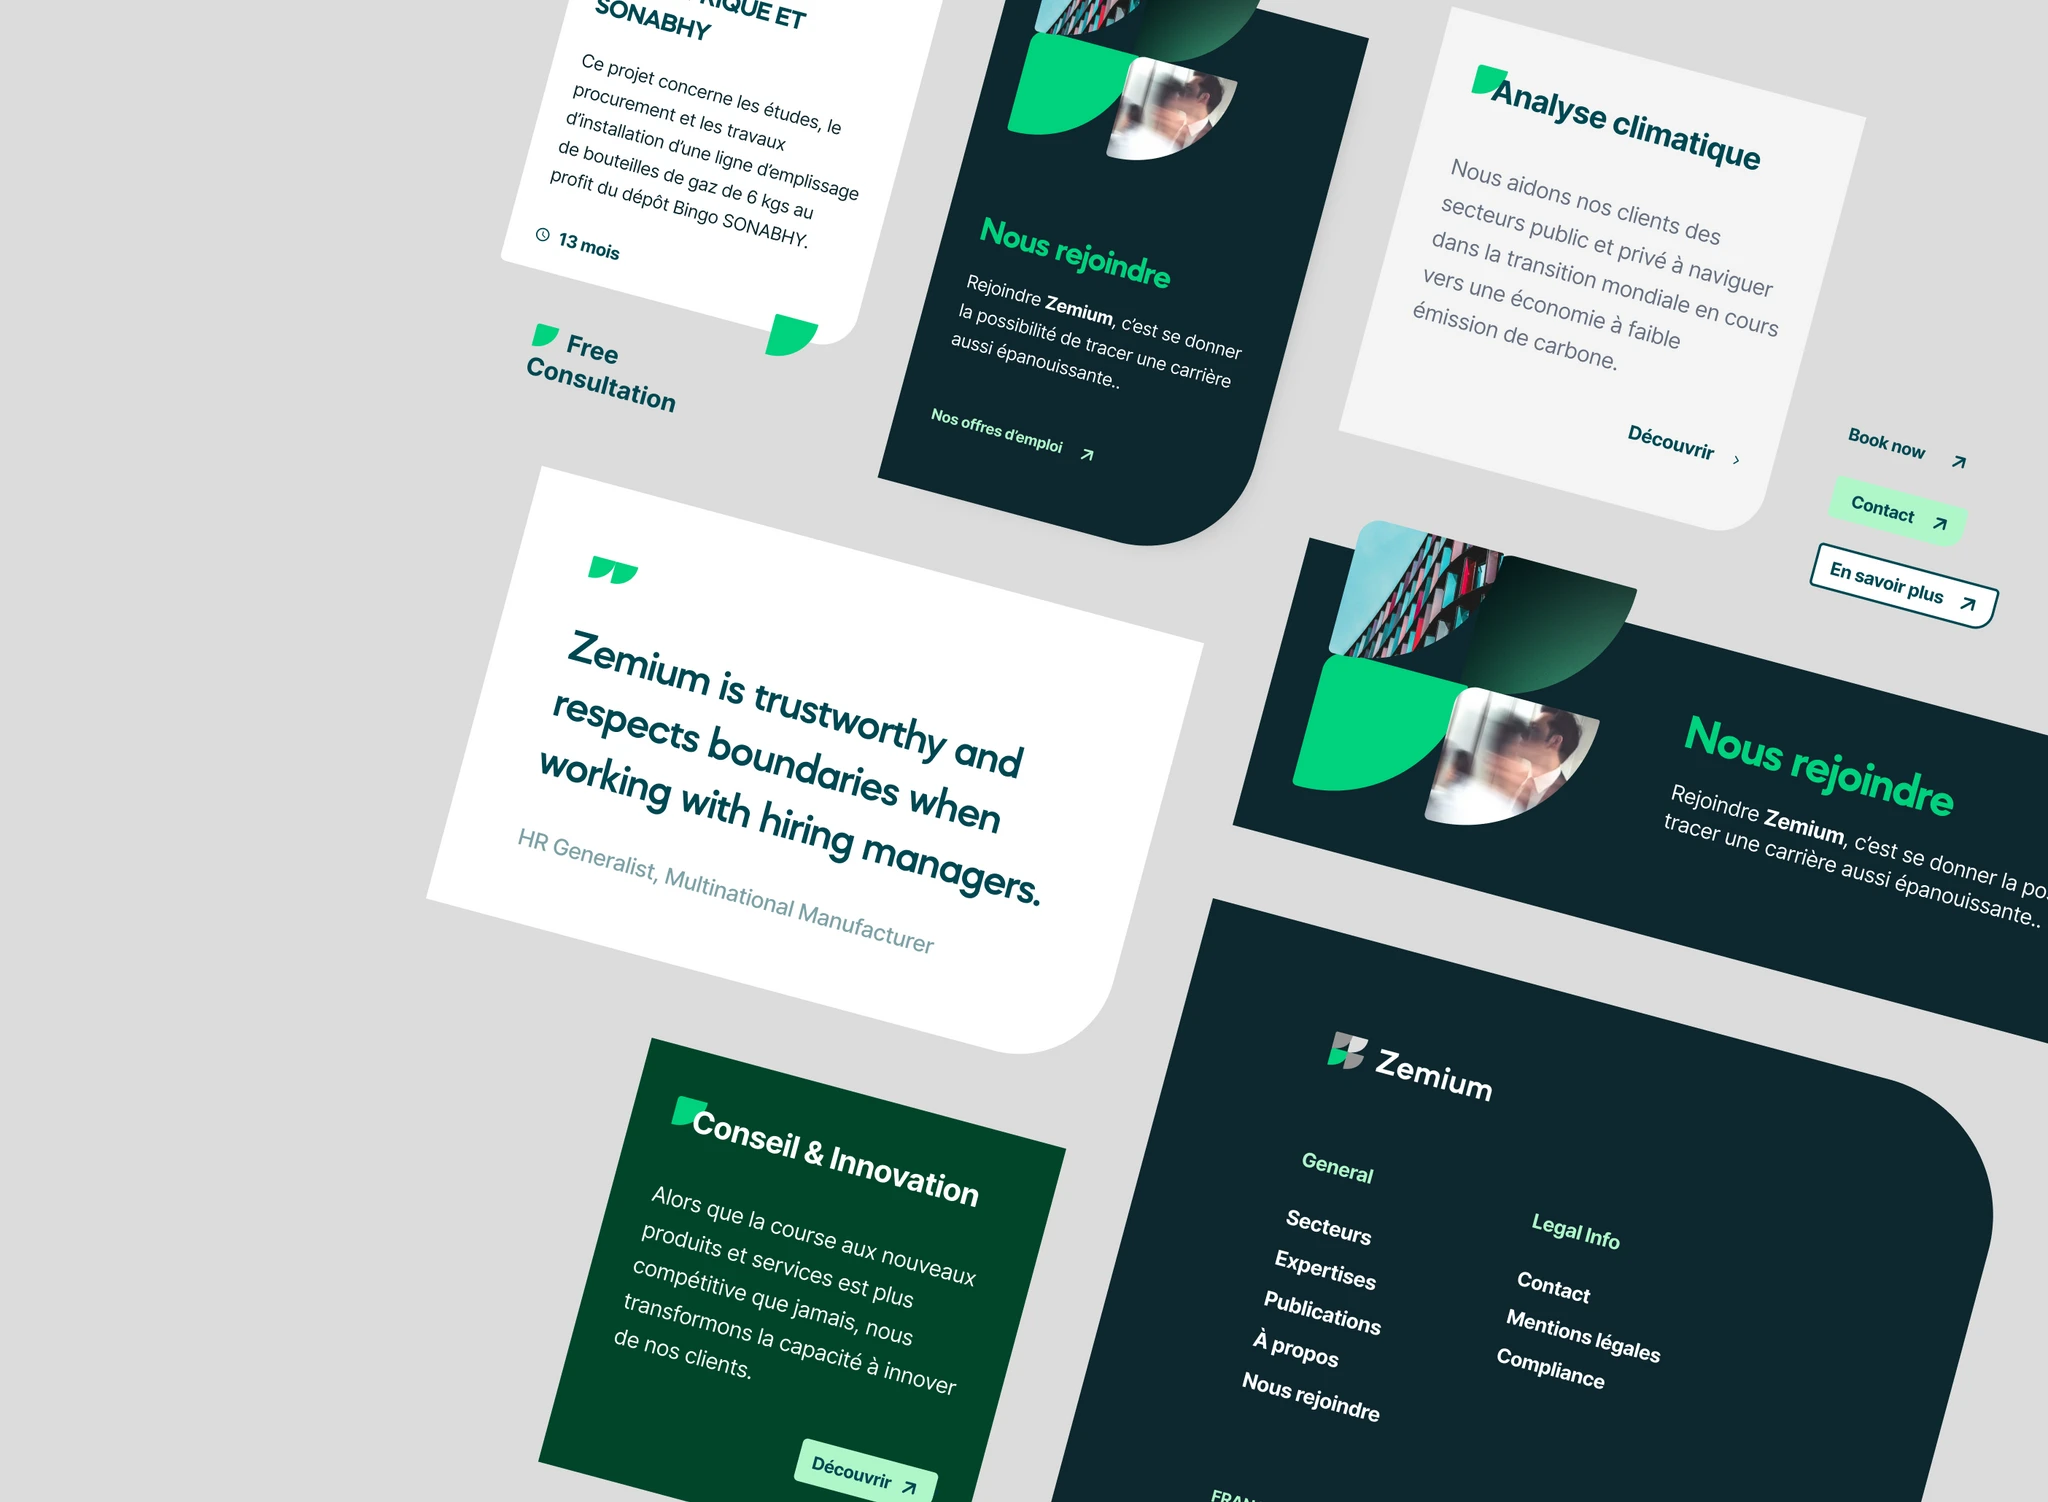 RIQUE ET
SONABHY
Ce projet concerne les études, le
procurement et les travaux
d'installation d'une ligne d'emplissage
de bouteilles de gaz de 6 kgs au
profit du dépôt Bingo SONABHY.
13 mois
Free
Consultation
Nous rejoindre
Rejoindre Zemium, c'est se donner
la possibilité de tracer une carrière
aussi épanouissante..
Nos offres d'emploi
Analyse climatique
Nous aidons nos clients des
secteurs public et privé à naviguer
dans la transition mondiale en cours
vers une économie à faible
émission de carbone.
Découvrir
Book now
Contact
En savoir plus
Zemium is trustworthy and
respects boundaries when
working with hiring managers.
HR Generalist, Multinational Manufacturer
Nous rejoindre
Rejoindre Zemium, c'est se donner la po
tracer une carrière aussi épanouissante..
Conseil & Innovation
Alors que la course aux nouveaux
produits et services est plus
compétitive que jamais, nous
transformons la capacité à innover
de nos clients.
Découvrir
Zemium
General
Secteurs
Expertises
Publications
À propos
Nous rejoindre
Legal Info
Contact
Mentions légales
Compliance
FRAN